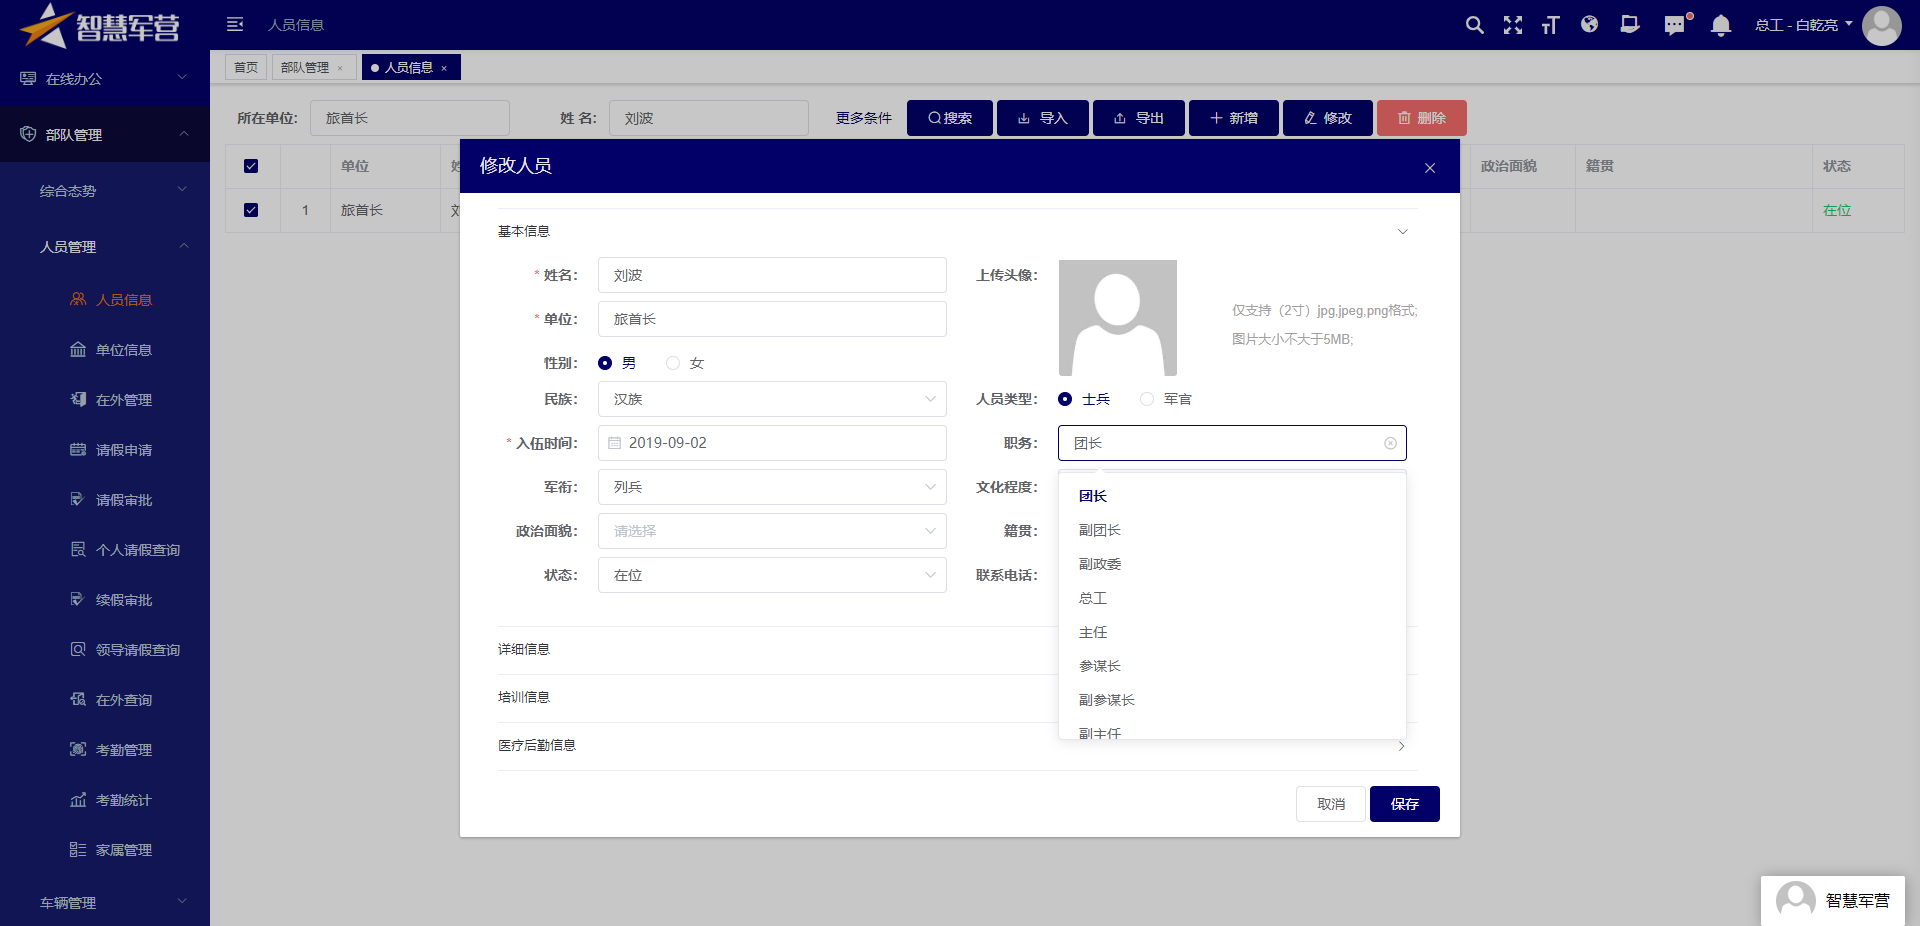 智慧军营
人员信息
总工 - 白乾亮
在线办公
部队管理
综合态势
人员管理
人员信息
单位信息
在外管理
请假申请
请假审批
个人请假查询
续假审批
领导请假查询
在外查询
考勤管理
考勤统计
家属管理
车辆管理
首页 部队管理 × 人员信息 ×
所在单位: 旅首长 姓 名: 刘波 更多条件 搜索 导入 导出 新增 修改 删除
单位 政治面貌 籍贯 状态
1 旅首长 在位
修改人员
基本信息
* 姓名: 刘波 上传头像:
仅支持（2寸）jpg,jpeg,png格式;
图片大小不大于5MB;
* 单位: 旅首长
性别: 男 女
民族: 汉族 人员类型: 士兵 军官
* 入伍时间: 2019-09-02 职务: 团长
军衔: 列兵 文化程度:
政治面貌: 请选择 籍贯:
状态: 在位 联系电话:
团长
副团长
副政委
总工
主任
参谋长
副参谋长
副主任
详细信息
培训信息
医疗后勤信息
取消 保存
智慧军营